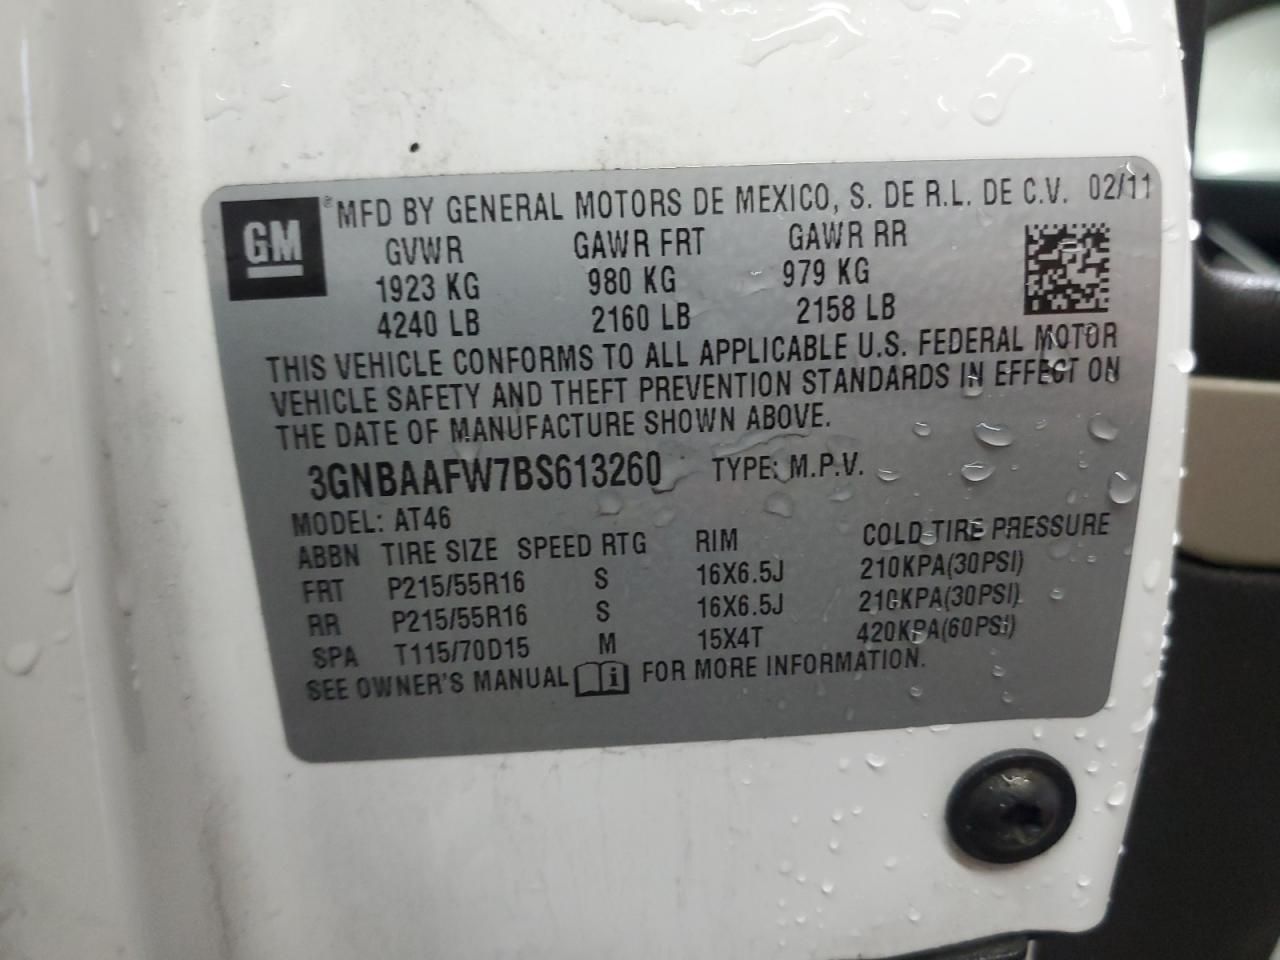 GM ® MFD BY GENERAL MOTORS DE MEXICO, S. DE R.L. DE C.V. 02/11
GVWR GAWR FRT GAWR RR
1923 KG 980 KG 979 KG
4240 LB 2160 LB 2158 LB
THIS VEHICLE CONFORMS TO ALL APPLICABLE U.S. FEDERAL MOTOR
VEHICLE SAFETY AND THEFT PREVENTION STANDARDS IN EFFECT ON
THE DATE OF MANUFACTURE SHOWN ABOVE.
3GNBAAFW7BS613260 TYPE: M.P.V.
MODEL: AT46
ABBN TIRE SIZE SPEED RTG RIM COLD TIRE PRESSURE
FRT P215/55R16 S 16X6.5J 210KPA(30PSI)
RR P215/55R16 S 16X6.5J 210KPA(30PSI)
SPA T115/70D15 M 15X4T 420KPA(60PSI)
SEE OWNER'S MANUAL i FOR MORE INFORMATION.